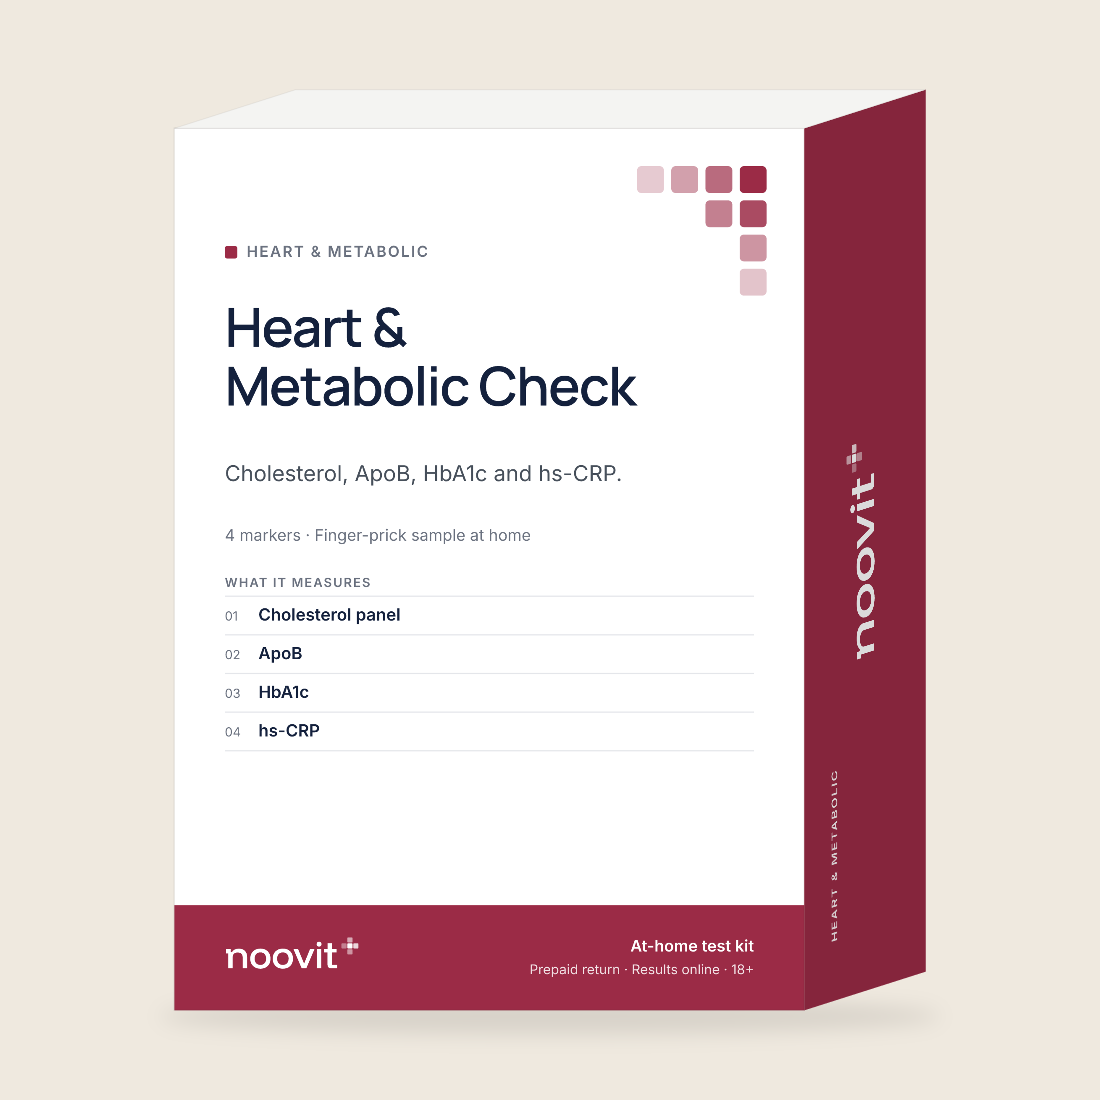 HEART & METABOLIC
Heart &
Metabolic Check
Cholesterol, ApoB, HbA1c and hs-CRP.
4 markers · Finger-prick sample at home
WHAT IT MEASURES
01 Cholesterol panel
02 ApoB
03 HbA1c
04 hs-CRP
noovit
At-home test kit
Prepaid return · Results online · 18+
noovit
HEART & METABOLIC